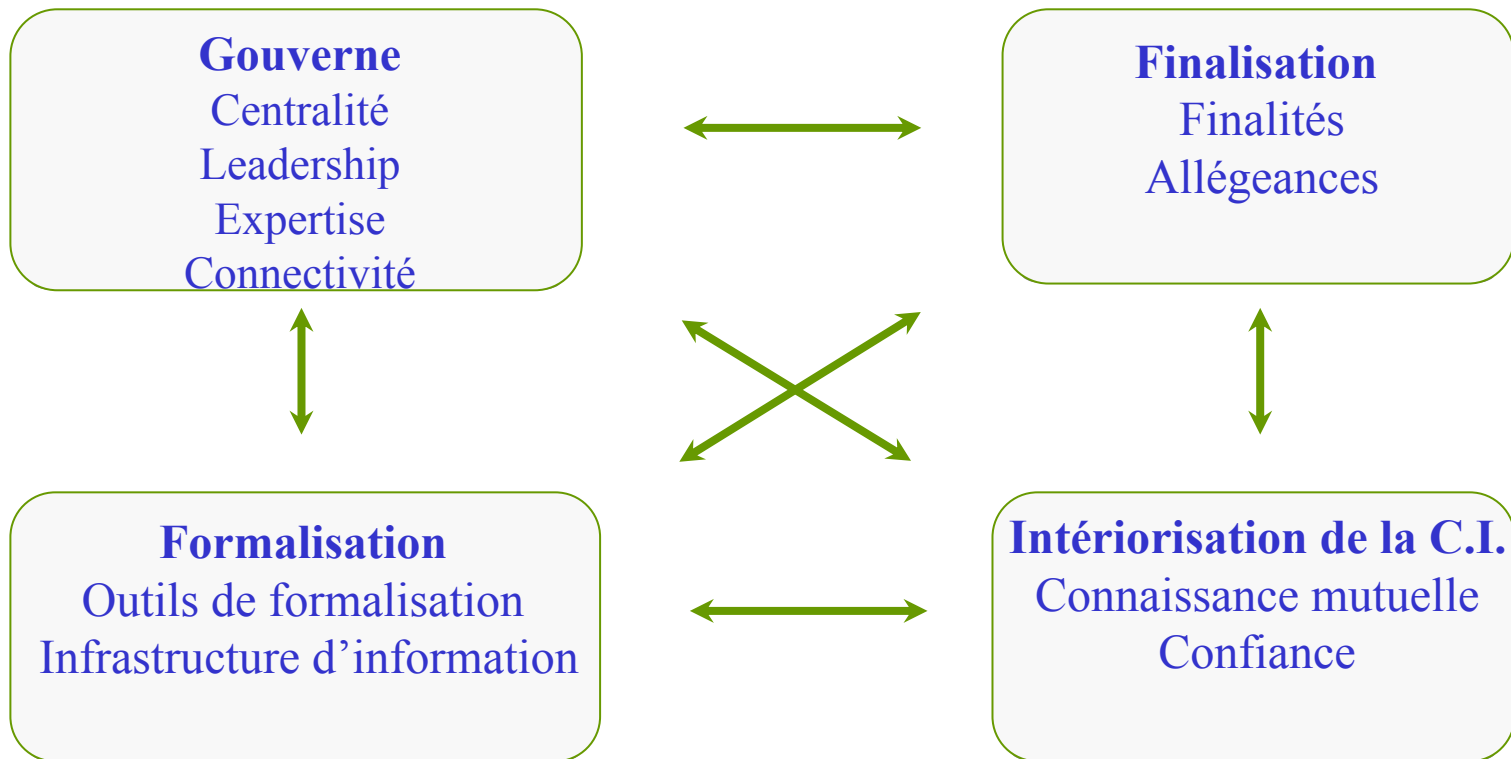 Gouverne
Centralité
Leadership
Expertise
Connectivité
Finalisation
Finalités
Allégeances
Formalisation
Outils de formalisation
Infrastructure d’information
Intériorisation de la C.I.
Connaissance mutuelle
Confiance